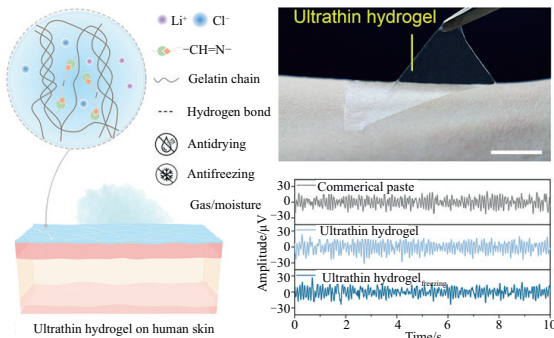 Li⁺ Cl⁻
−CH=N−
Gelatin chain
Hydrogen bond
Antidrying
Antifreezing
Gas/moisture
Ultrathin hydrogel on human skin
Ultrathin hydrogel
Commerical paste
Ultrathin hydrogel
Ultrathin hydrogel freezing
Amplitude/μV
30
0
−30
30
0
−30
30
0
−30
0 2 4 6 8 10
Time/s